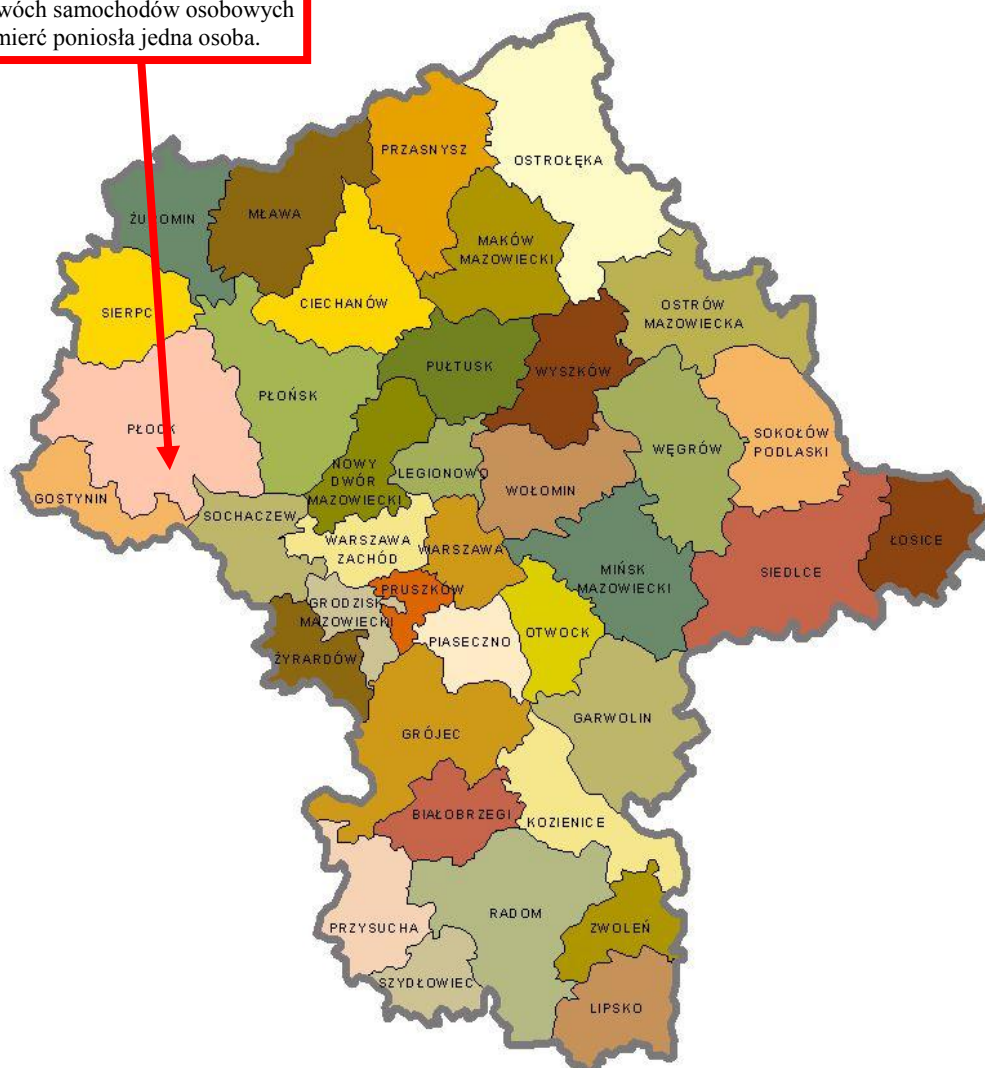 samochodów osobowych
poniosła jedna osoba.
PRZASNYSZ
OSTROŁĘKA
MŁAWA
MAKÓW
MAZOWIECKI
CIECHANÓW
OSTRÓW
MAZOWIECKA
SIERPC
PUŁTUSK
WYSZKÓW
PŁOŃSK
PŁOCK
SOKOŁÓW
PODLASKI
WĘGRÓW
NOWY
DWÓR
MAZOWIECKI
LEGIONOWO
WOŁOMIN
GOSTYNIN
SOCHACZEW
WARSZAWA
ZACHÓD
WARSZAWA
ŁOSICE
SIEDLCE
MIŃSK
MAZOWIECKI
PRUSZKÓW
GRODZISK
MAZOWIECKI
OTWOCK
PIASECZNO
ŻYRARDÓW
GARWOLIN
GRÓJEC
BIAŁOBRZEGI
KOZIENICE
RADOM
ZWOLEŃ
PRZYSUCHA
SZYDŁOWIEC
LIPSKO